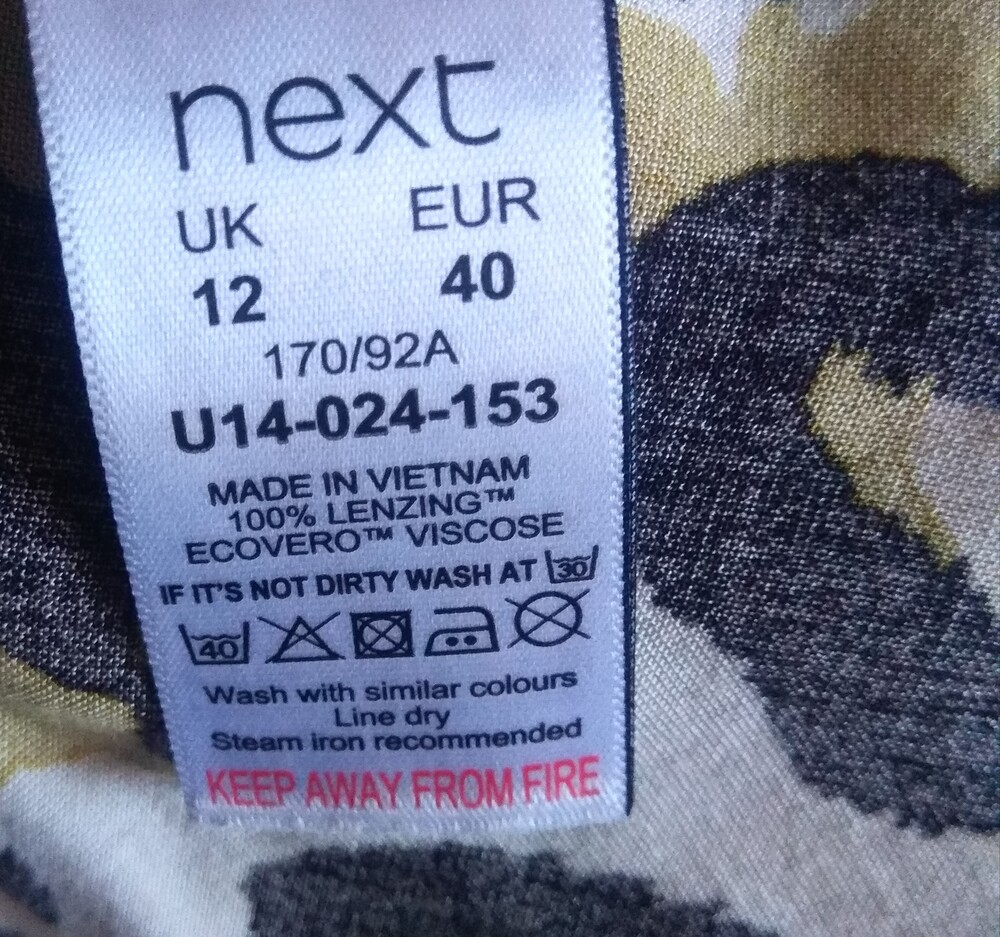 next
UK EUR
12 40
170/92A
U14-024-153
MADE IN VIETNAM
100% LENZING™
ECOVERO™ VISCOSE
IF IT'S NOT DIRTY WASH AT 30
40
Wash with similar colours
Line dry
Steam iron recommended
KEEP AWAY FROM FIRE